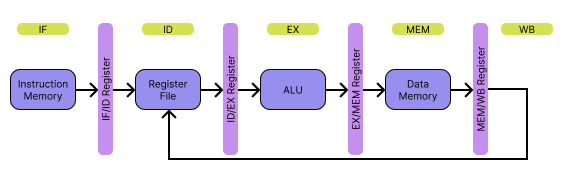 IF
ID
EX
MEM
WB
Instruction
Memory
IF/ID Register
Register
File
ID/EX Register
ALU
EX/MEM Register
Data
Memory
MEM/WB Register